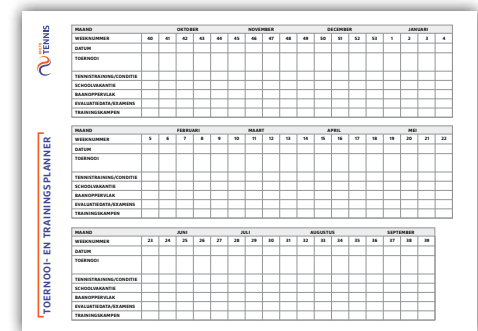 TENNIS
TOERNOOI- EN TRAININGSPLANNER
MAAND OKTOBER NOVEMBER DECEMBER JANUARI
WEEKNUMMER 40 41 42 43 44 45 46 47 48 49 50 51 52 53 1 2 3 4
DATUM
TOERNOOI
TENNISTRAINING/CONDITIE
SCHOOLVAKANTIE
BAANOPPERVLAK
EVALUATIEDATA/EXAMENS
TRAININGSKAMPEN
MAAND FEBRUARI MAART APRIL MEI
WEEKNUMMER 5 6 7 8 9 10 11 12 13 14 15 16 17 18 19 20 21 22
DATUM
TOERNOOI
TENNISTRAINING/CONDITIE
SCHOOLVAKANTIE
BAANOPPERVLAK
EVALUATIEDATA/EXAMENS
TRAININGSKAMPEN
MAAND JUNI JULI AUGUSTUS SEPTEMBER
WEEKNUMMER 23 24 25 26 27 28 29 30 31 32 33 34 35 36 37 38 39
DATUM
TOERNOOI
TENNISTRAINING/CONDITIE
SCHOOLVAKANTIE
BAANOPPERVLAK
EVALUATIEDATA/EXAMENS
TRAININGSKAMPEN